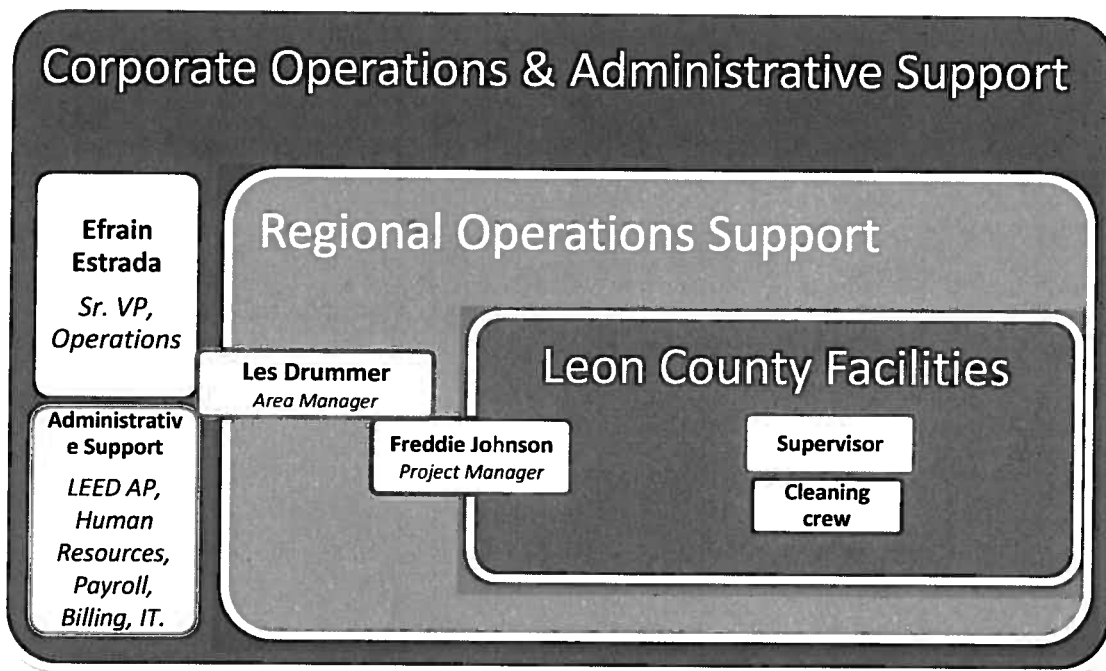 Corporate Operations & Administrative Support
Efrain
Estrada
Sr. VP,
Operations
Administrativ
e Support
LEED AP,
Human
Resources,
Payroll,
Billing, IT.
Regional Operations Support
Les Drummer
Area Manager
Freddie Johnson
Project Manager
Leon County Facilities
Supervisor
Cleaning
crew